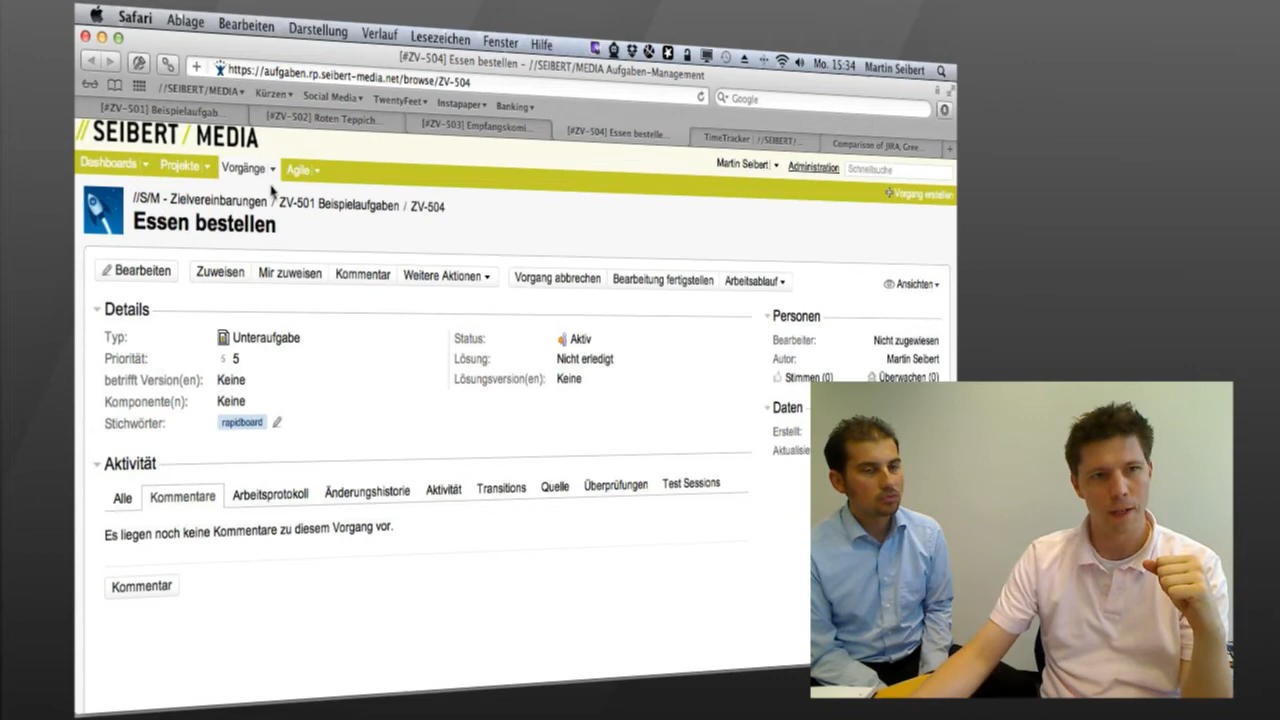 Safari Ablage Bearbeiten Darstellung Verlauf Lesezeichen Fenster Hilfe Mo. 15:34 Martin Seibert
[#ZV-504] Essen bestellen - //SEIBERT/MEDIA Aufgaben-Management
https://aufgaben.rp.seibert-media.net/browse/ZV-504 Google
//SEIBERT/MEDIA Kürzen Social Media TwentyFeet Instapaper Banking
[#ZV-501] Beispielaufgab... [#ZV-502] Roten Teppich... [#ZV-503] Empfangskomi... [#ZV-504] Essen bestelle... TimeTracker | //SEIBERT/... Comparison of JIRA, Gree...
//SEIBERT/MEDIA
Dashboards Projekte Vorgänge Agile Martin Seibert Administration Schnellsuche
Vorgang erstellen
//S/M - Zielvereinbarungen / ZV-501 Beispielaufgaben / ZV-504
Essen bestellen
Bearbeiten Zuweisen Mir zuweisen Kommentar Weitere Aktionen Vorgang abbrechen Bearbeitung fertigstellen Arbeitsablauf Ansichten
Details
Typ: Unteraufgabe Status: Aktiv
Priorität: 5 5 Lösung: Nicht erledigt
betrifft Version(en): Keine Lösungsversion(en): Keine
Komponente(n): Keine
Stichwörter: rapidboard
Personen
Bearbeiter: Nicht zugewiesen
Autor: Martin Seibert
Stimmen (0) Überwachen (0)
Daten
Erstellt:
Aktivität
Alle Kommentare Arbeitsprotokoll Änderungshistorie Aktivität Transitions Quelle Überprüfungen Test Sessions
Es liegen noch keine Kommentare zu diesem Vorgang vor.
Kommentar